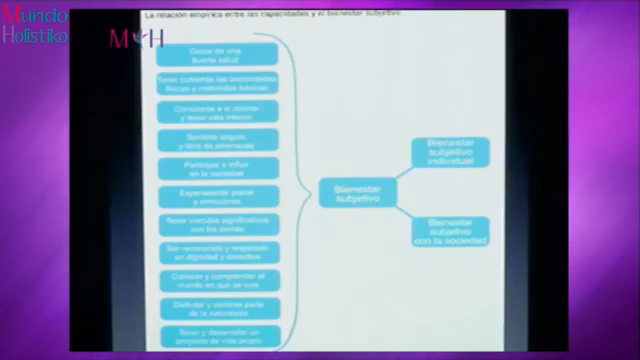 Mundo
Holistiko
M H
La relación empírica entre las capacidades y el bienestar subjetivo
Gozar de una
buena salud
Tener cubiertas las necesidades
físicas y materiales básicas
Conocerse a sí mismo
y tener vida interior
Sentirse seguro
y libre de amenazas
Participar e influir
en la sociedad
Experimentar placer
y emociones
Tener vínculos significativos
con los demás
Ser reconocido y respetado
en dignidad y derechos
Conocer y comprender el
mundo en que se vive
Disfrutar y sentirse parte
de la naturaleza
Tener y desarrollar un
proyecto de vida propio
Bienestar
subjetivo
Bienestar
subjetivo
individual
Bienestar
subjetivo
con la sociedad